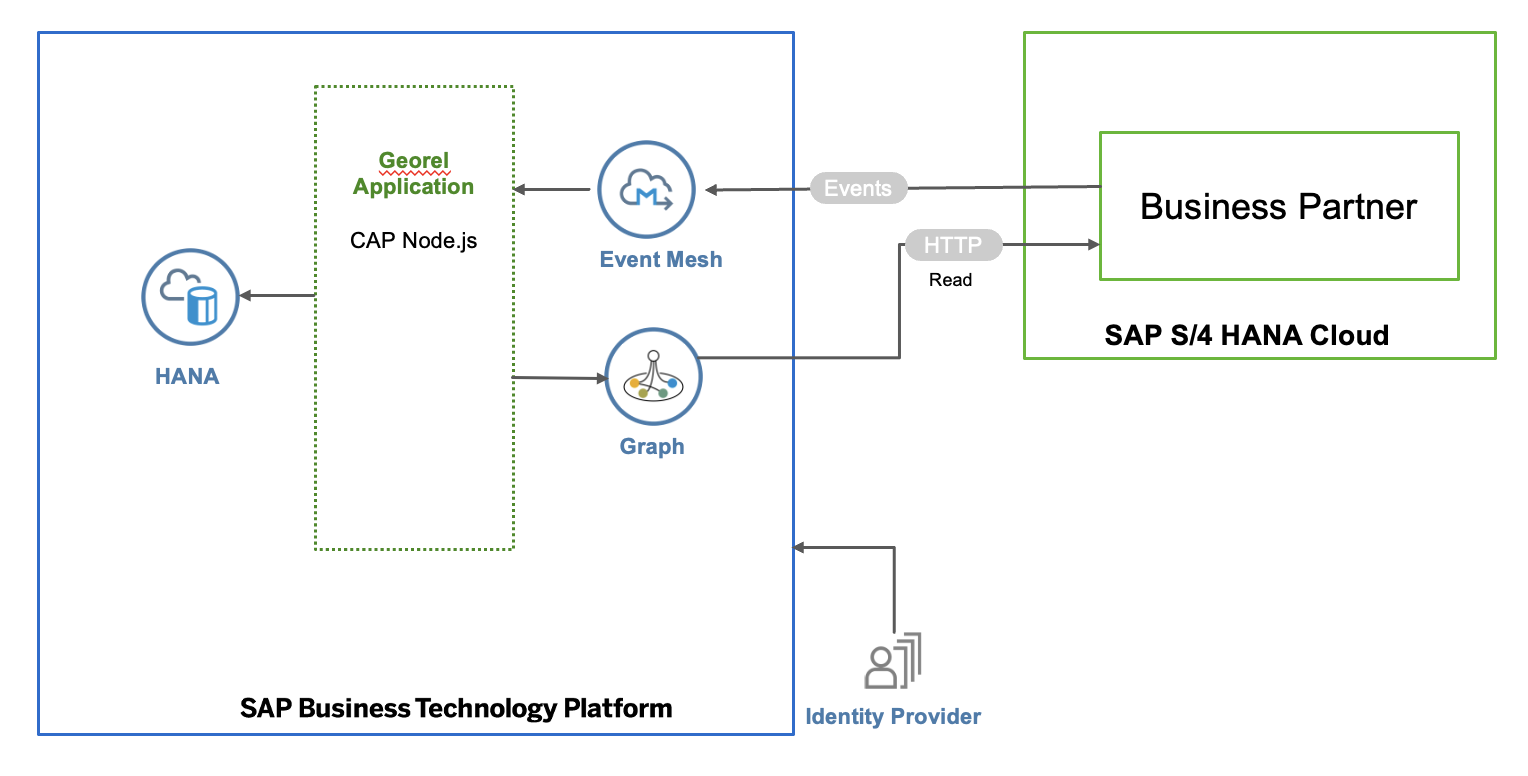 Georel
Application
CAP Node.js
HANA
Event Mesh
Graph
Events
HTTP
Read
Business Partner
SAP S/4 HANA Cloud
SAP Business Technology Platform
Identity Provider